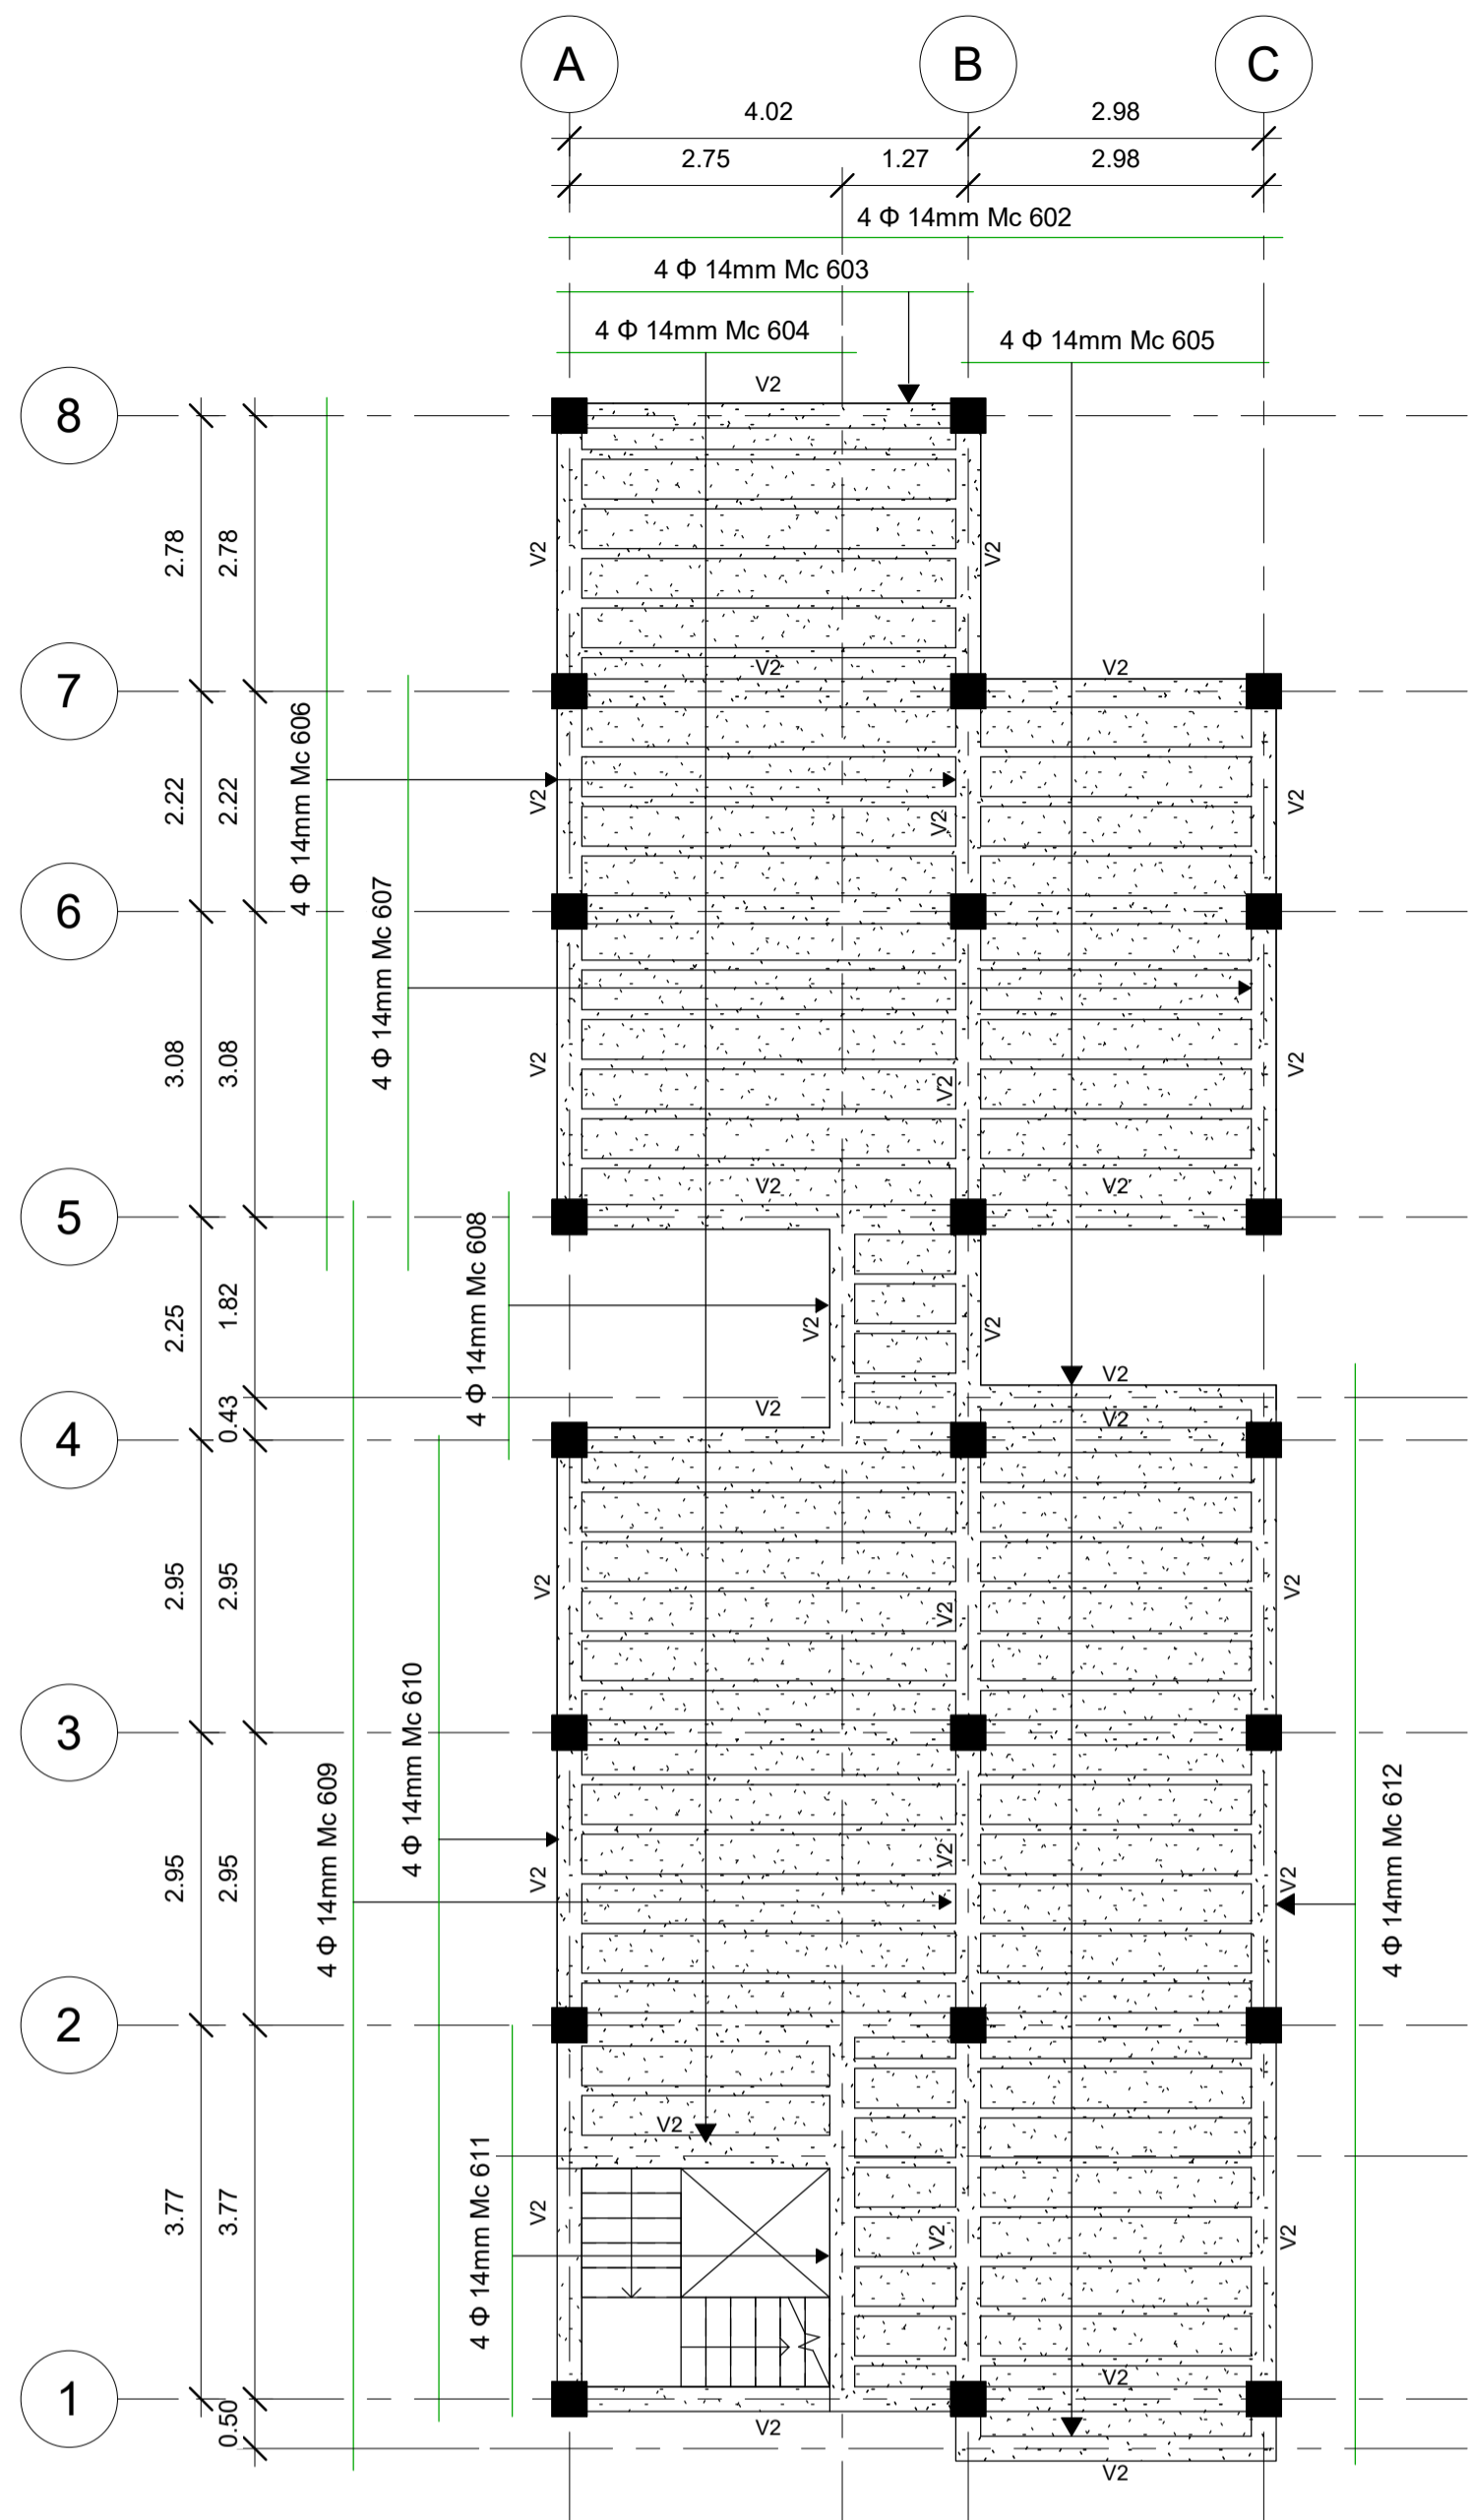 A B C
4.02 2.98
2.75 1.27 2.98
4 Φ 14mm Mc 602
4 Φ 14mm Mc 603
4 Φ 14mm Mc 604
4 Φ 14mm Mc 605
V2
8
2.78 2.78
V2 V2
7
V2 V2
4 Φ 14mm Mc 606
2.22 2.22
V2 V2 V2
6
4 Φ 14mm Mc 607
3.08 3.08
V2 V2 V2
V2 V2
5
4 Φ 14mm Mc 608
2.25 1.82
V2 V2
V2
0.43
V2 V2
4
2.95 2.95
V2 V2 V2
4 Φ 14mm Mc 610
3
4 Φ 14mm Mc 609
4 Φ 14mm Mc 612
2.95 2.95
V2 V2 V2
2
V2
4 Φ 14mm Mc 611
3.77 3.77
V2 V2 V2
V2
1
0.50
V2
V2